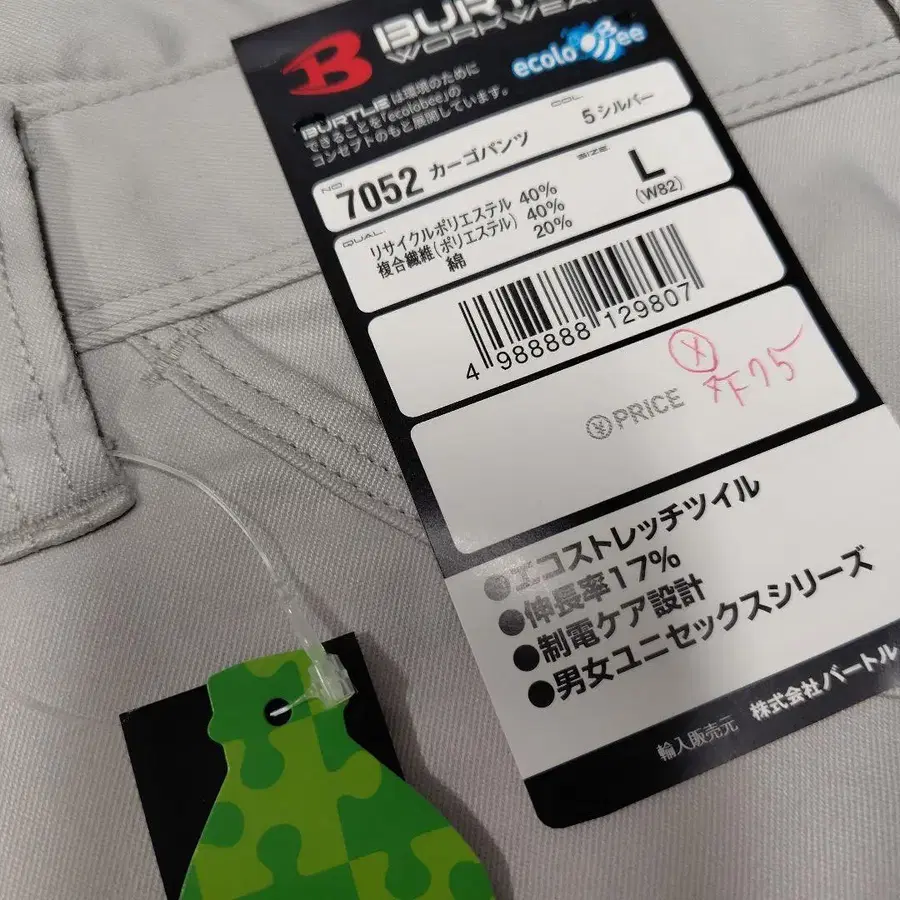 BURTLE
WORKWEAR
ecolo Bee
BURTLEは環境のために
できることを「ecolobee」の
コンセプトのもと展開しています。
NO. 7052 カーゴパンツ
COL. 5 シルバー
QUAL.
リサイクルポリエステル 40%
複合繊維(ポリエステル) 40%
綿 20%
SIZE L
(W82)
4 988888 129807
¥PRICE
●エコストレッチツイル
●伸長率17%
●制電ケア設計
●男女ユニセックスシリーズ
輸入販売元 株式会社バートル